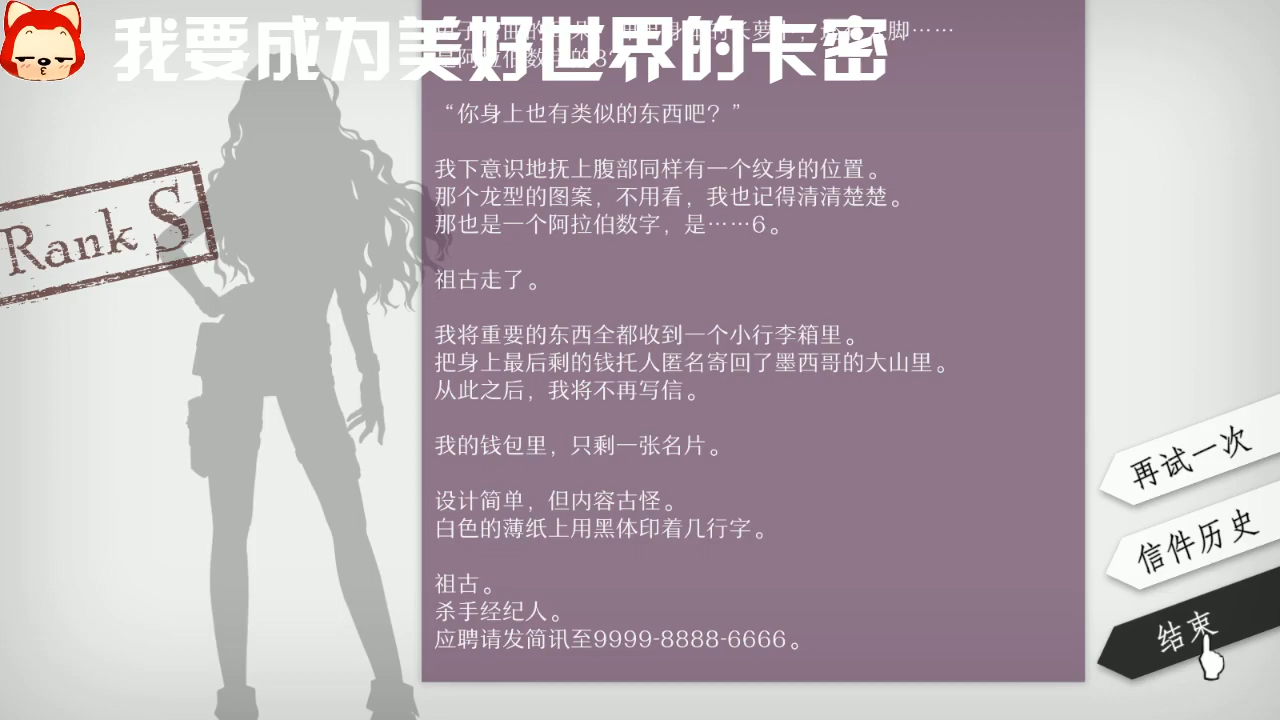 我要成为美好世界的卡密
“你身上也有类似的东西吧？”
我下意识地抚上腹部同样有一个纹身的位置。
那个龙型的图案，不用看，我也记得清清楚楚。
那也是一个阿拉伯数字，是……6。
祖古走了。
我将重要的东西全都收到一个小行李箱里。
把身上最后剩的钱托人匿名寄回了墨西哥的大山里。
从此之后，我将不再写信。
我的钱包里，只剩一张名片。
设计简单，但内容古怪。
白色的薄纸上用黑体印着几行字。
祖古。
杀手经纪人。
应聘请发简讯至9999-8888-6666。
Rank S
再试一次
信件历史
结束